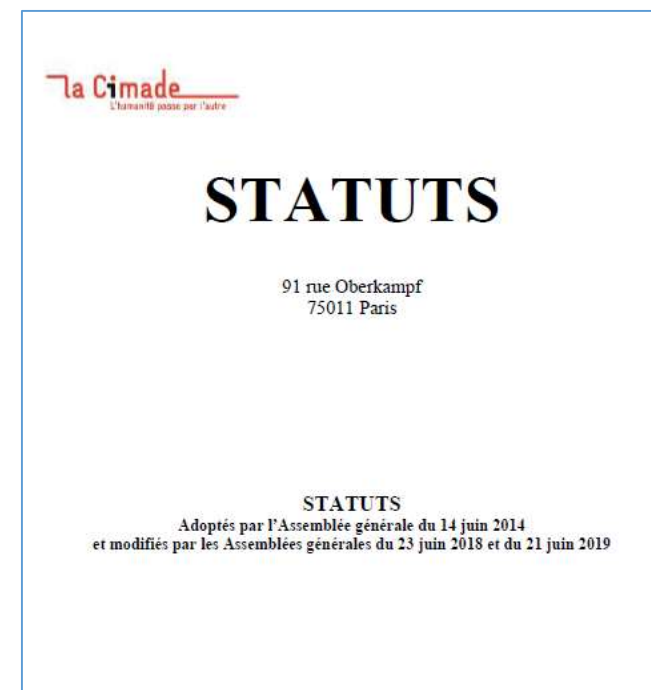 la Cimade
L'humanité passe par l'autre
STATUTS
91 rue Oberkampf
75011 Paris
STATUTS
Adoptés par l'Assemblée générale du 14 juin 2014
et modifiés par les Assemblées générales du 23 juin 2018 et du 21 juin 2019